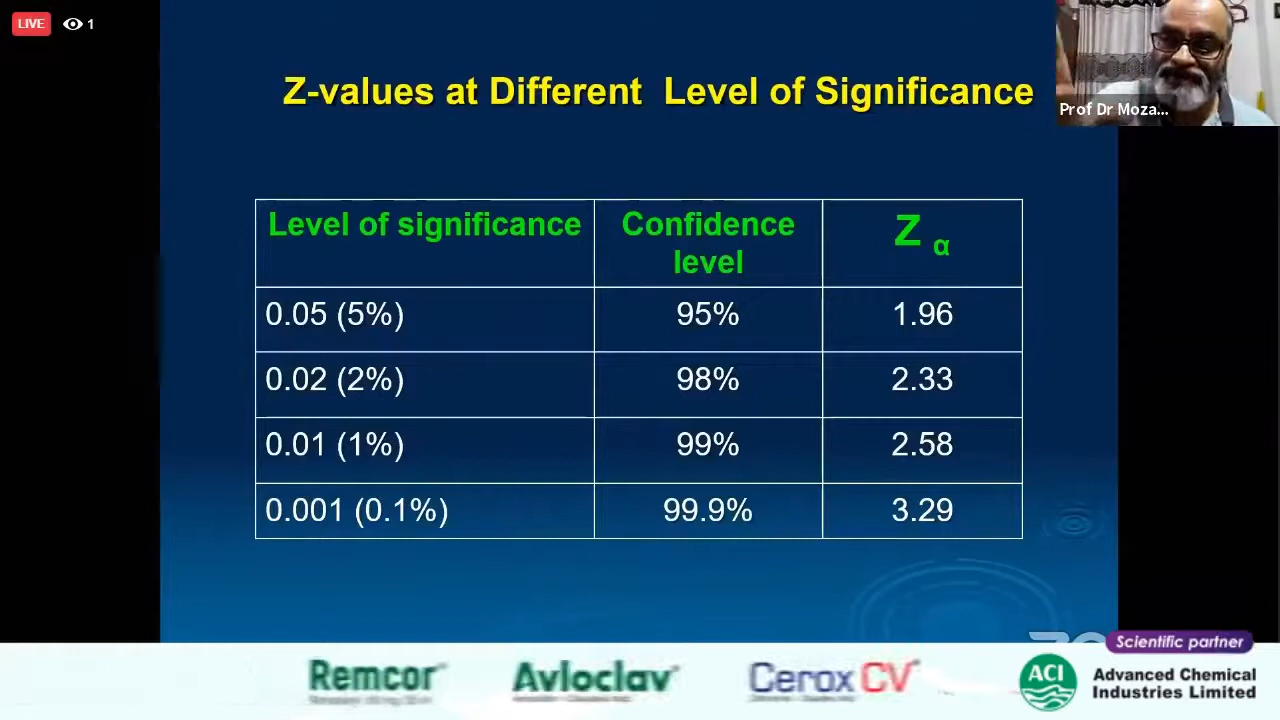 LIVE 1
Z-values at Different Level of Significance
Prof Dr Moza...
Level of significance Confidence level Z α
0.05 (5%) 95% 1.96
0.02 (2%) 98% 2.33
0.01 (1%) 99% 2.58
0.001 (0.1%) 99.9% 3.29
Scientific partner
Remcor Avloclav Cerox CV ACI Advanced Chemical
Industries Limited